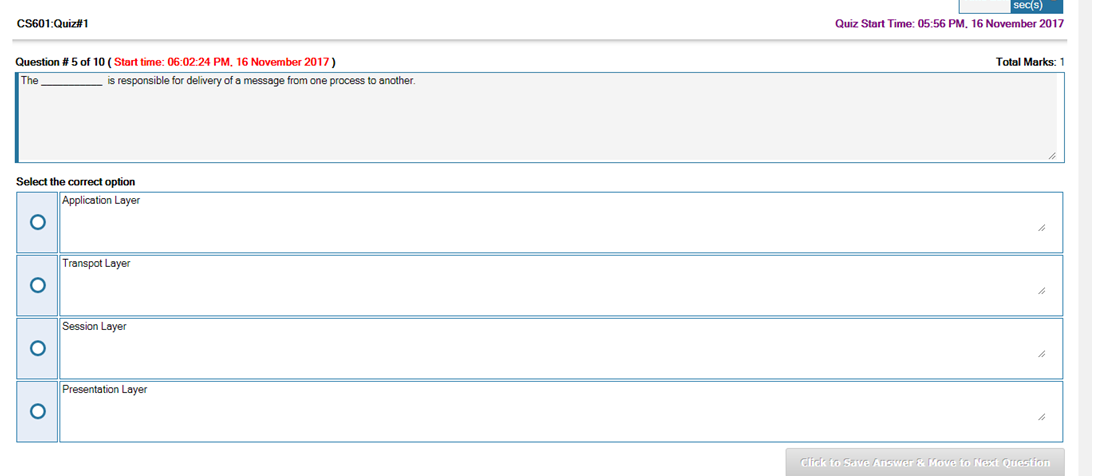 sec(s)
CS601:Quiz#1
Quiz Start Time: 05:56 PM, 16 November 2017
Question # 5 of 10 ( Start time: 06:02:24 PM, 16 November 2017 )
Total Marks: 1
The ___________ is responsible for delivery of a message from one process to another.
Select the correct option
Application Layer
Transpot Layer
Session Layer
Presentation Layer
Click to Save Answer & Move to Next Question